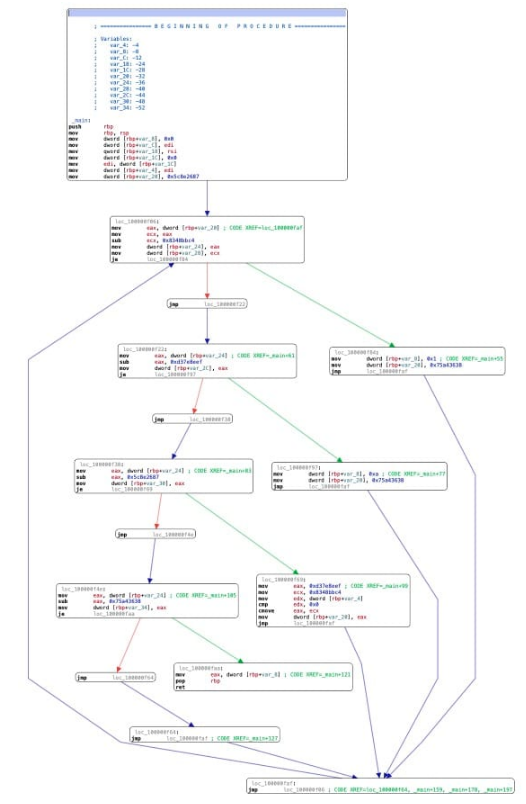 ; ================ B E G I N N I N G   O F   P R O C E D U R E ================
; Variables:
; var_4: -4
; var_8: -8
; var_C: -12
; var_18: -24
; var_1C: -28
; var_20: -32
; var_24: -36
; var_28: -40
; var_2C: -44
; var_30: -48
; var_34: -52
_main:
push rbp
mov rbp, rsp
mov dword [rbp+var_8], 0x0
mov dword [rbp+var_C], edi
mov qword [rbp+var_18], rsi
mov dword [rbp+var_1C], 0x0
mov edi, dword [rbp+var_1C]
mov dword [rbp+var_4], edi
mov dword [rbp+var_20], 0x5c8e2687
loc_100000f06:
mov eax, dword [rbp+var_20] ; CODE XREF=loc_100000faf
mov ecx, eax
sub ecx, 0x8348bbc4
mov dword [rbp+var_24], eax
mov dword [rbp+var_28], ecx
je loc_100000f84
jmp loc_100000f22
loc_100000f22:
mov eax, dword [rbp+var_24] ; CODE XREF=_main+61
sub eax, 0xd37e0eef
mov dword [rbp+var_2C], eax
je loc_100000f97
loc_100000f84:
mov dword [rbp+var_8], 0x1 ; CODE XREF=_main+55
mov dword [rbp+var_20], 0x75a43638
jmp loc_100000faf
jmp loc_100000f38
loc_100000f38:
mov eax, dword [rbp+var_24] ; CODE XREF=_main+83
sub eax, 0x5c8e2687
mov dword [rbp+var_30], eax
je loc_100000f69
loc_100000f97:
mov dword [rbp+var_8], 0xa ; CODE XREF=_main+77
mov dword [rbp+var_20], 0x75a43638
jmp loc_100000faf
jmp loc_100000f4e
loc_100000f4e:
mov eax, dword [rbp+var_24] ; CODE XREF=_main+105
sub eax, 0x75a43638
mov dword [rbp+var_34], eax
je loc_100000faa
loc_100000f69:
mov eax, 0xd37e0eef ; CODE XREF=_main+99
mov ecx, 0x8348bbc4
mov edx, dword [rbp+var_4]
cmp edx, 0x0
cmove eax, ecx
mov dword [rbp+var_20], eax
jmp loc_100000faf
jmp loc_100000f64
loc_100000faa:
mov eax, dword [rbp+var_8] ; CODE XREF=_main+121
pop rbp
ret
loc_100000f64:
jmp loc_100000faf ; CODE XREF=_main+127
loc_100000faf:
jmp loc_100000f06 ; CODE XREF=loc_100000f64, _main+159, _main+178, _main+197